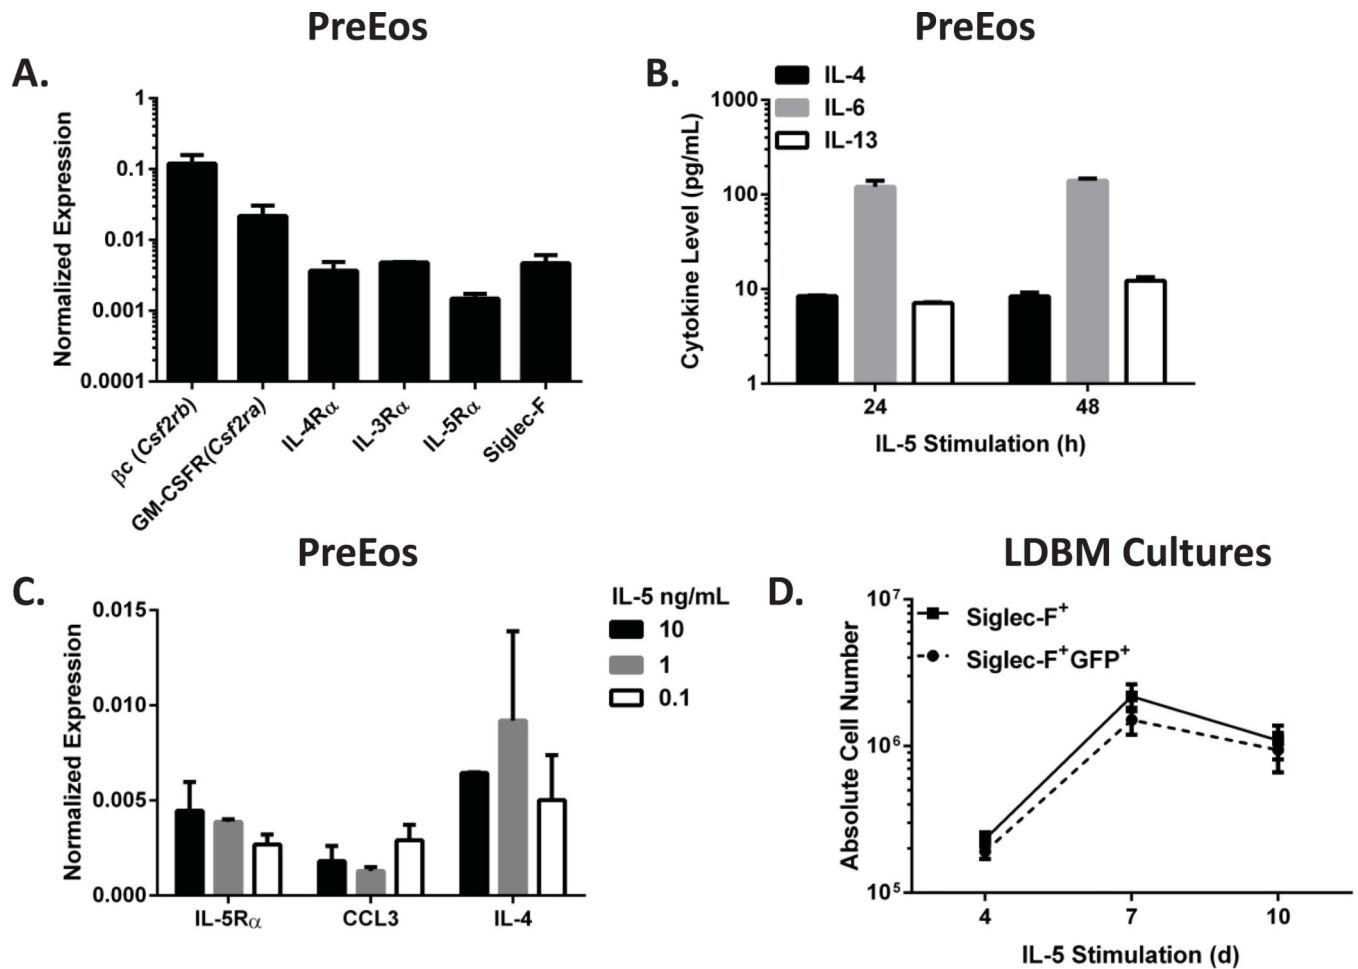 PreEos
A.
Normalized Expression
1
0.1
0.01
0.001
0.0001
βc (Csf2rb)
GM-CSFR(Csf2ra)
IL-4Rα
IL-3Rα
IL-5Rα
Siglec-F
PreEos
B.
IL-4
IL-6
IL-13
Cytokine Level (pg/mL)
1000
100
10
1
24 48
IL-5 Stimulation (h)
PreEos
C.
Normalized Expression
0.015
0.010
0.005
0.000
IL-5Rα CCL3 IL-4
IL-5 ng/mL
10
1
0.1
LDBM Cultures
D.
Siglec-F⁺
Siglec-F⁺GFP⁺
Absolute Cell Number
10⁷
10⁶
10⁵
4 7 10
IL-5 Stimulation (d)